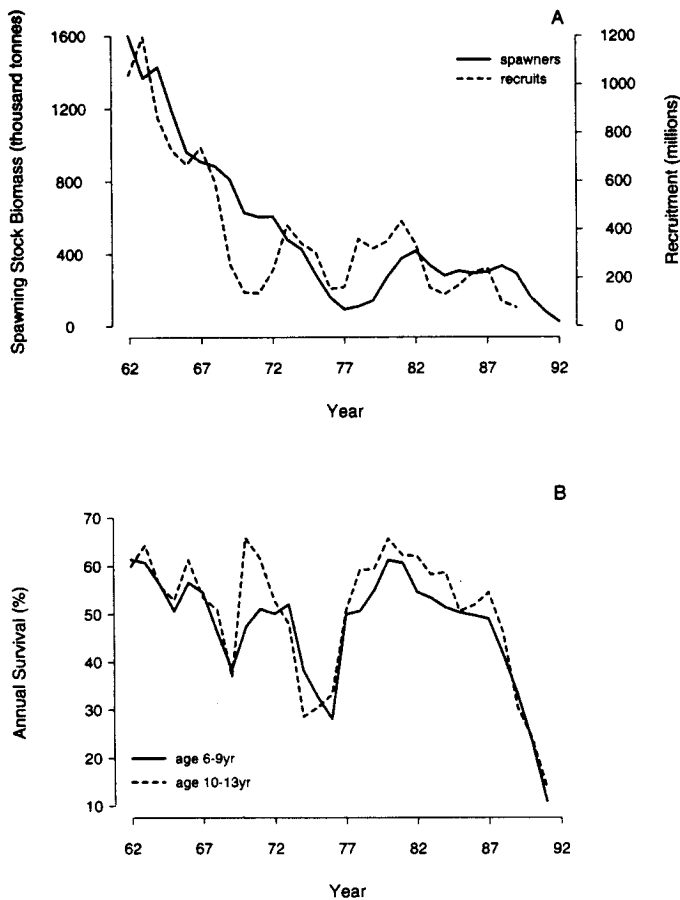 A
Spawning Stock Biomass (thousand tonnes)
1600
1200
800
400
0
spawners
recruits
1200
1000
800
600
400
200
0
Recruitment (millions)
62 67 72 77 82 87 92
Year
B
Annual Survival (%)
70
60
50
40
30
20
10
age 6-9yr
age 10-13yr
62 67 72 77 82 87 92
Year